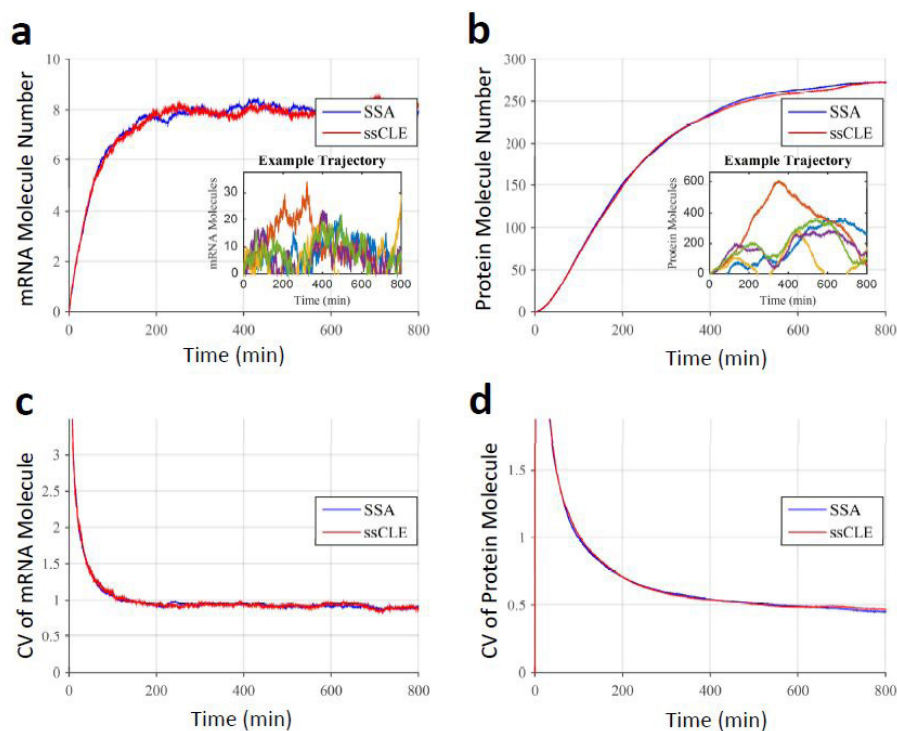 a
mRNA Molecule Number
10
8
6
4
2
0
SSA
ssCLE
Example Trajectory
mRNA Molecules
30
20
10
0
0 200 400 600 800
Time (min)
0 200 400 600 800
Time (min)
b
Protein Molecule Number
300
250
200
150
100
50
0
SSA
ssCLE
Example Trajectory
Protein Molecules
600
400
200
0
0 200 400 600 800
Time (min)
0 200 400 600 800
Time (min)
c
CV of mRNA Molecule
3
2.5
2
1.5
1
0.5
0
SSA
ssCLE
0 200 400 600 800
Time (min)
d
CV of Protein Molecule
1.5
1
0.5
0
SSA
ssCLE
0 200 400 600 800
Time (min)